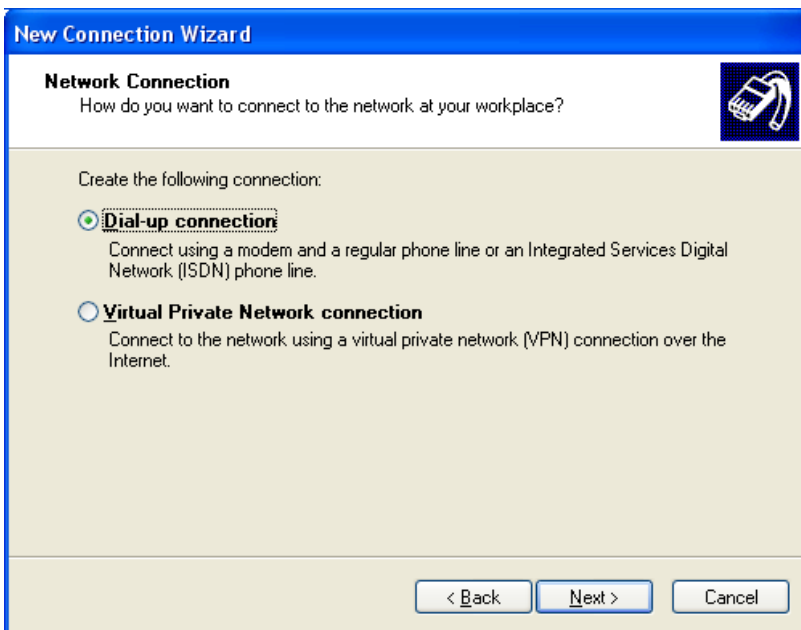 New Connection Wizard
Network Connection
How do you want to connect to the network at your workplace?
Create the following connection:
Dial-up connection
Connect using a modem and a regular phone line or an Integrated Services Digital
Network (ISDN) phone line.
Virtual Private Network connection
Connect to the network using a virtual private network (VPN) connection over the
Internet.
< Back
Next >
Cancel